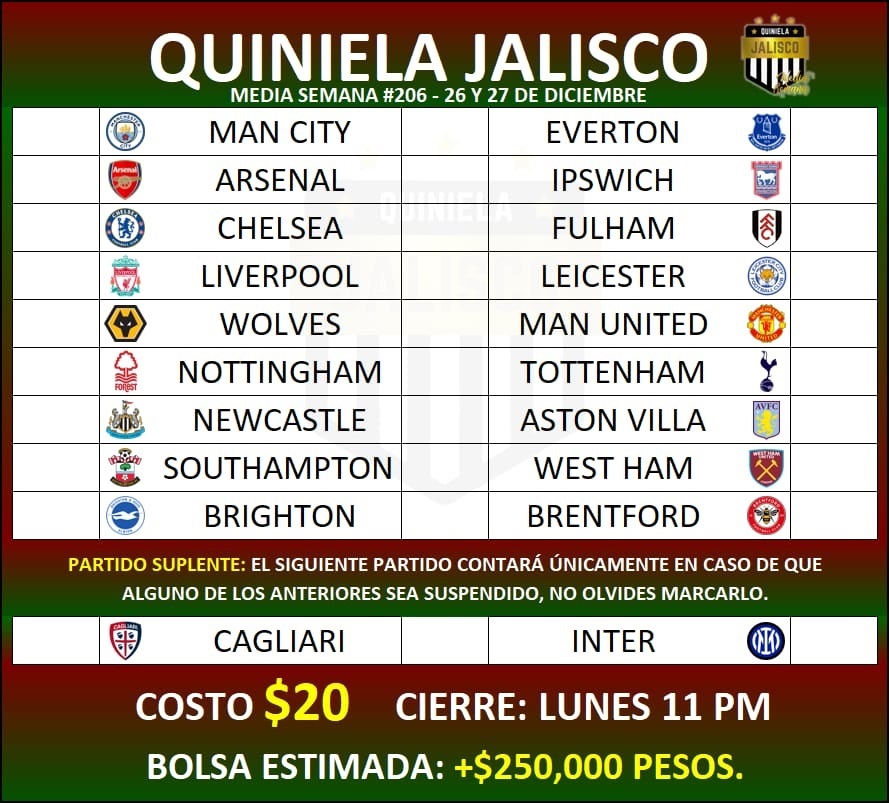 QUINIELA JALISCO
QUINIELA
JALISCO
MEDIA SEMANA #206 - 26 Y 27 DE DICIEMBRE
MAN CITY EVERTON
ARSENAL IPSWICH
CHELSEA FULHAM
LIVERPOOL LEICESTER
WOLVES MAN UNITED
NOTTINGHAM TOTTENHAM
NEWCASTLE ASTON VILLA
SOUTHAMPTON WEST HAM
BRIGHTON BRENTFORD
PARTIDO SUPLENTE: EL SIGUIENTE PARTIDO CONTARÁ ÚNICAMENTE EN CASO DE QUE
ALGUNO DE LOS ANTERIORES SEA SUSPENDIDO, NO OLVIDES MARCARLO.
CAGLIARI INTER
COSTO $20 CIERRE: LUNES 11 PM
BOLSA ESTIMADA: +$250,000 PESOS.